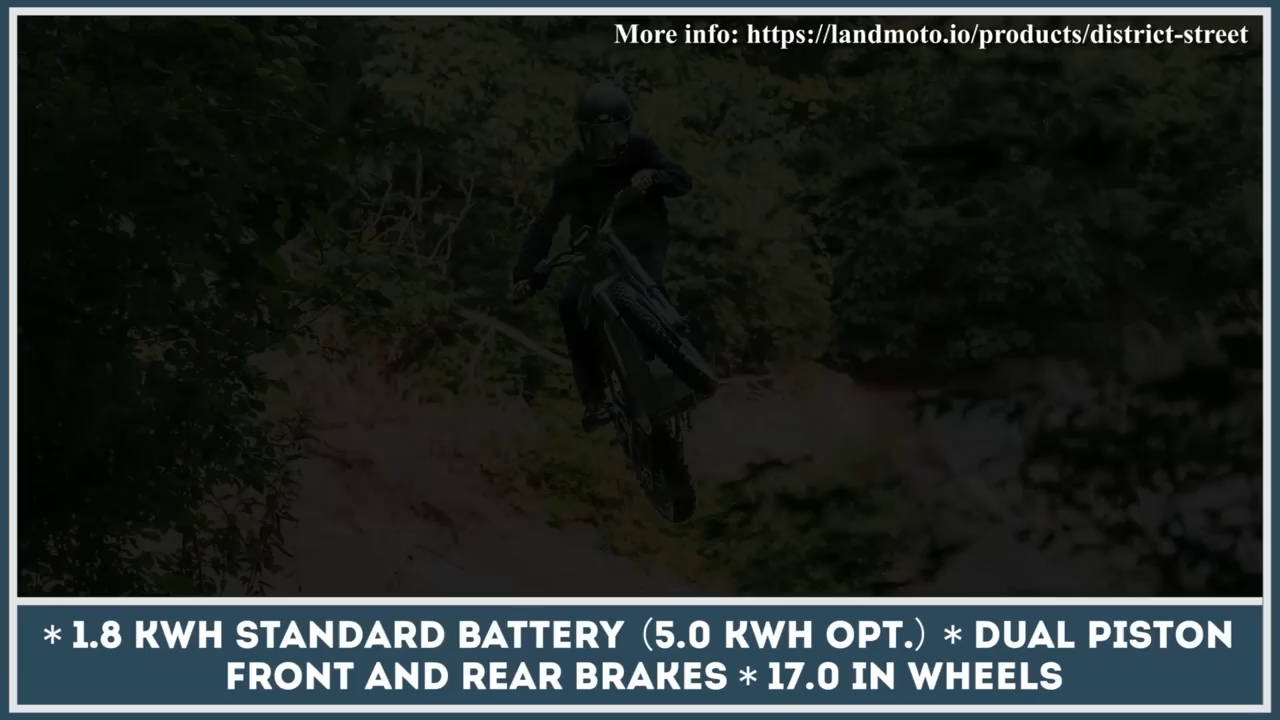 More info: https://landmoto.io/products/district-street
* 1.8 KWH STANDARD BATTERY (5.0 KWH OPT.) * DUAL PISTON
FRONT AND REAR BRAKES * 17.0 IN WHEELS